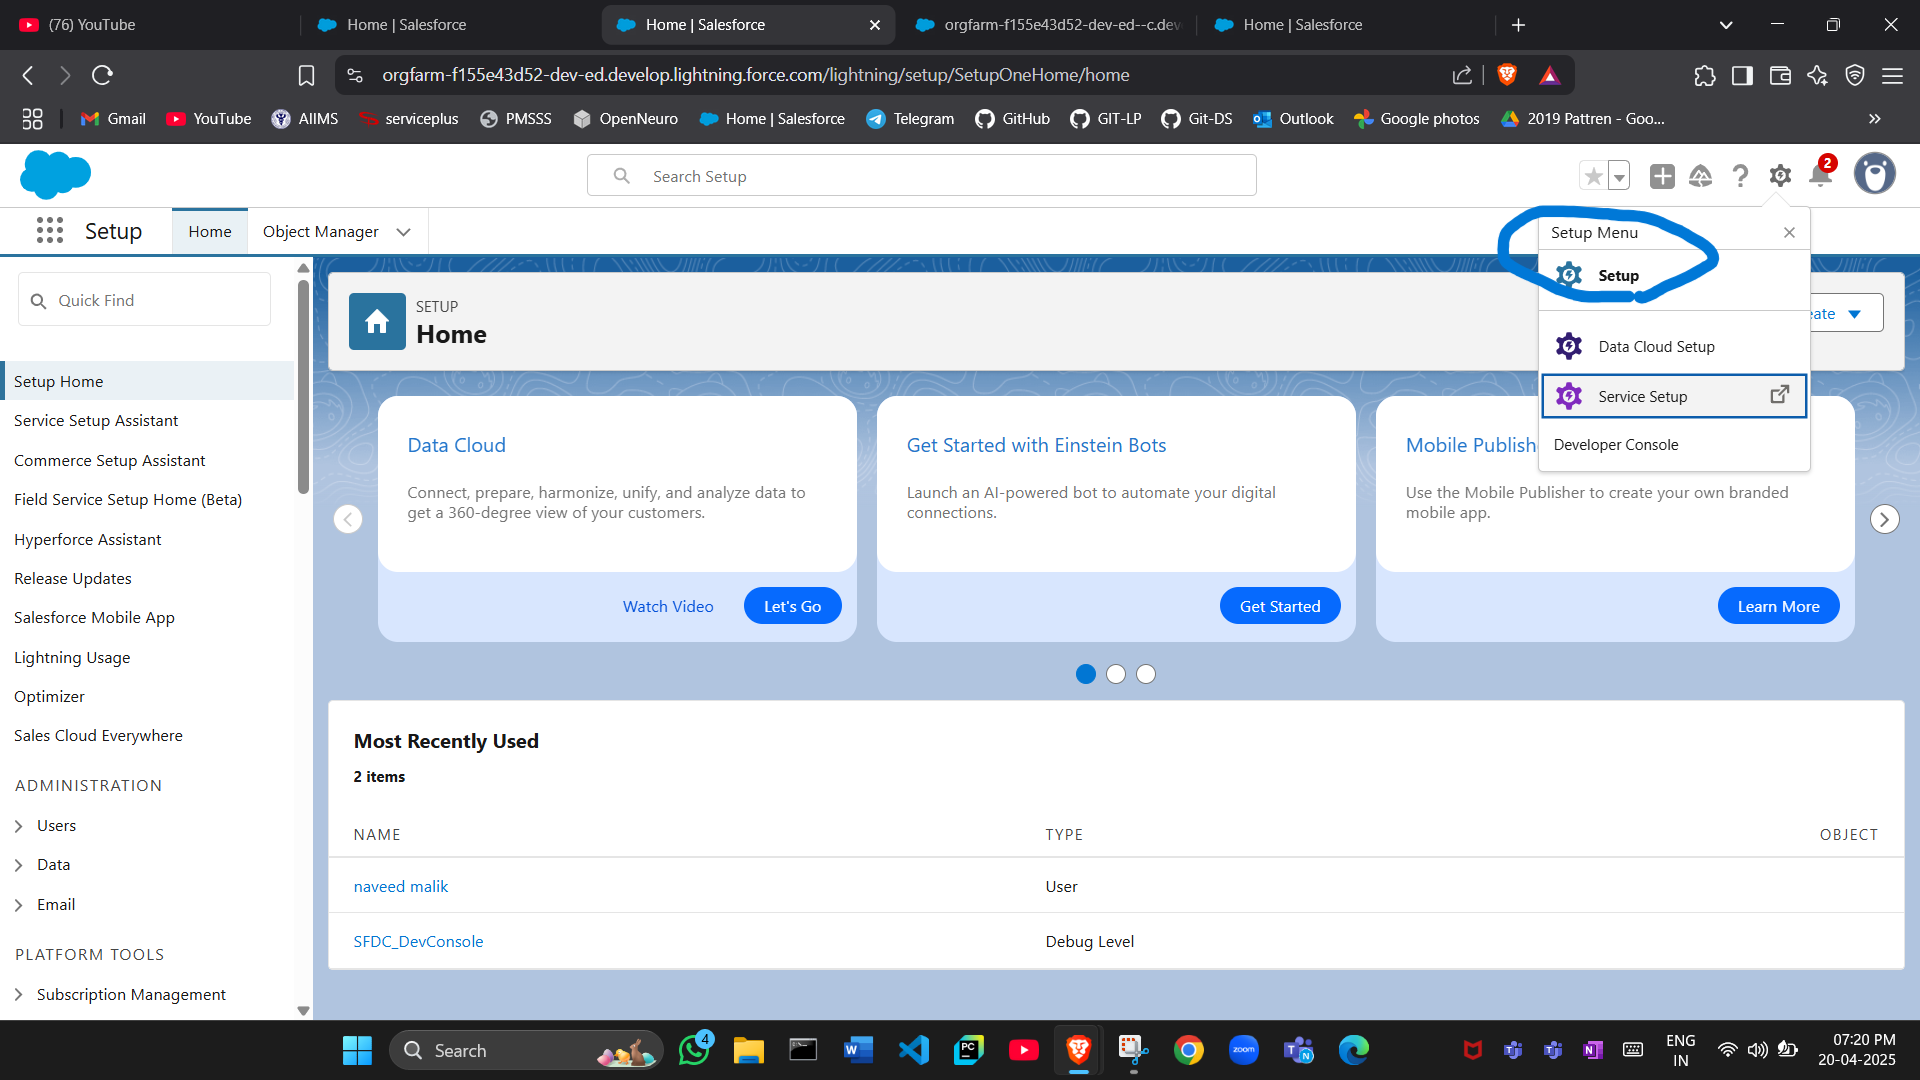 (76) YouTube
Home | Salesforce
Home | Salesforce
orgfarm-f155e43d52-dev-ed--c.dev
Home | Salesforce
orgfarm-f155e43d52-dev-ed.develop.lightning.force.com/lightning/setup/SetupOneHome/home
Gmail
YouTube
AIIMS
serviceplus
PMSSS
OpenNeuro
Home | Salesforce
Telegram
GitHub
GIT-LP
Git-DS
Outlook
Google photos
2019 Pattren - Goo...
Search Setup
2
Setup
Home
Object Manager
Setup Menu
Setup
Data Cloud Setup
Service Setup
Developer Console
Quick Find
Setup Home
Service Setup Assistant
Commerce Setup Assistant
Field Service Setup Home (Beta)
Hyperforce Assistant
Release Updates
Salesforce Mobile App
Lightning Usage
Optimizer
Sales Cloud Everywhere
ADMINISTRATION
Users
Data
Email
PLATFORM TOOLS
Subscription Management
SETUP
Home
eate
Data Cloud
Connect, prepare, harmonize, unify, and analyze data to
get a 360-degree view of your customers.
Watch Video
Let's Go
Get Started with Einstein Bots
Launch an AI-powered bot to automate your digital
connections.
Get Started
Mobile Publish
Use the Mobile Publisher to create your own branded
mobile app.
Learn More
Most Recently Used
2 items
NAME TYPE OBJECT
naveed malik User
SFDC_DevConsole Debug Level
Search
4
PC
zoom
ENG
IN
07:20 PM
20-04-2025